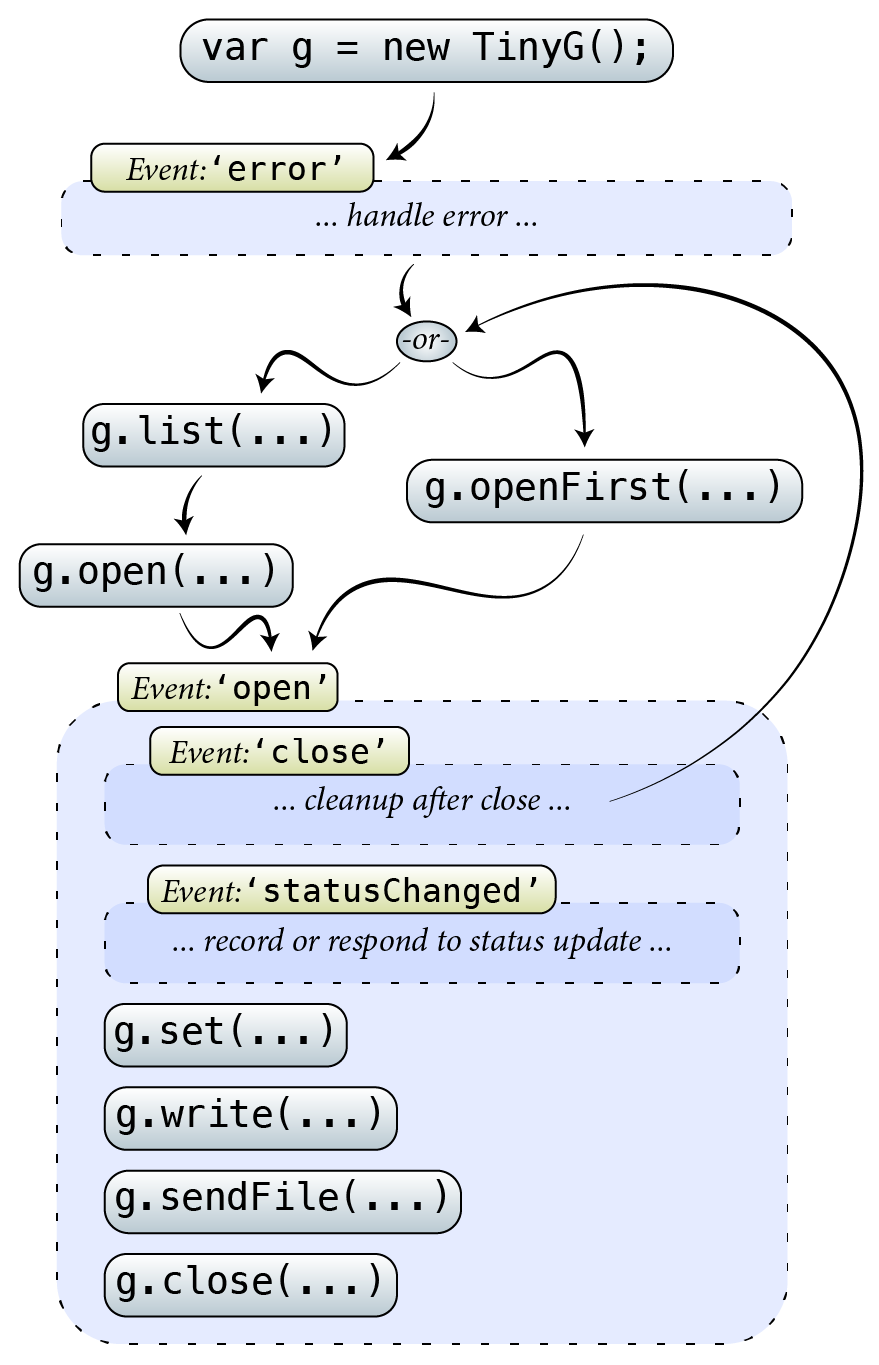 var g = new TinyG();
Event:‘error’
... handle error ...
-or-
g.list(...)
g.openFirst(...)
g.open(...)
Event:‘open’
Event:‘close’
... cleanup after close ...
Event:‘statusChanged’
... record or respond to status update ...
g.set(...)
g.write(...)
g.sendFile(...)
g.close(...)